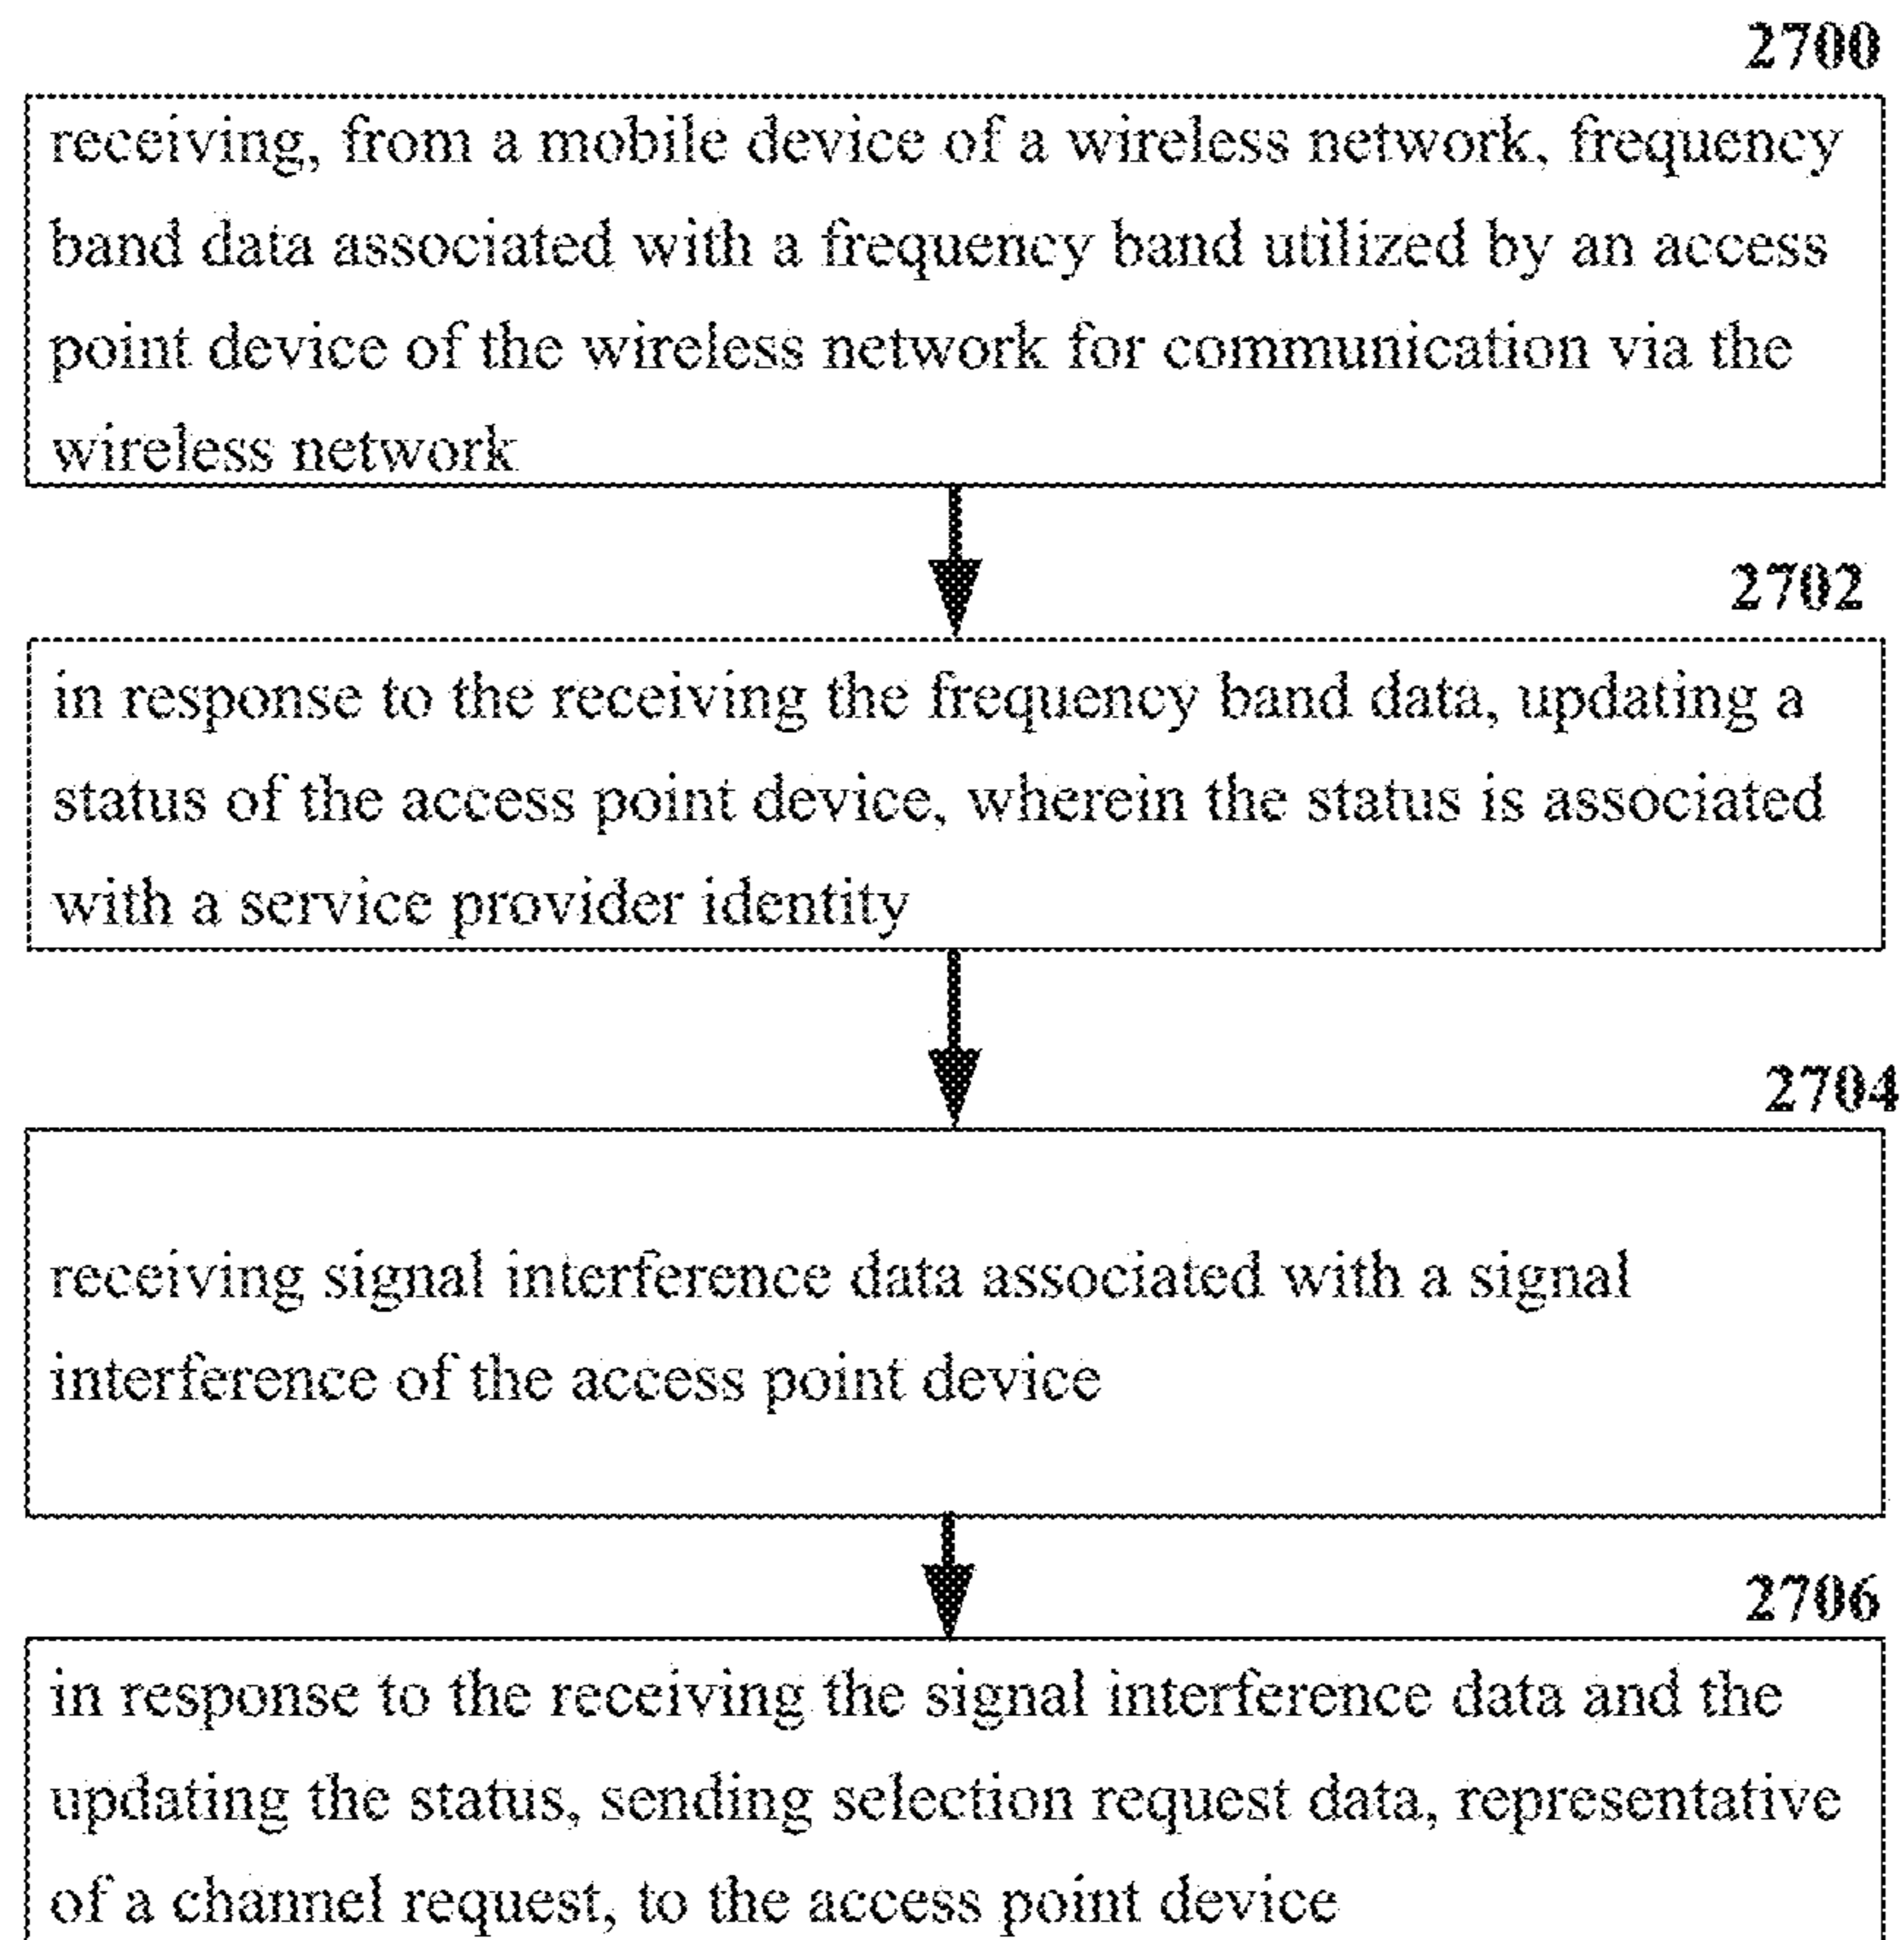 2700
receiving, from a mobile device of a wireless network, frequency
band data associated with a frequency band utilized by an access
point device of the wireless network for communication via the
wireless network
2702
in response to the receiving the frequency band data, updating a
status of the access point device, wherein the status is associated
with a service provider identity
2704
receiving signal interference data associated with a signal
interference of the access point device
2706
in response to the receiving the signal interference data and the
updating the status, sending selection request data, representative
of a channel request, to the access point device